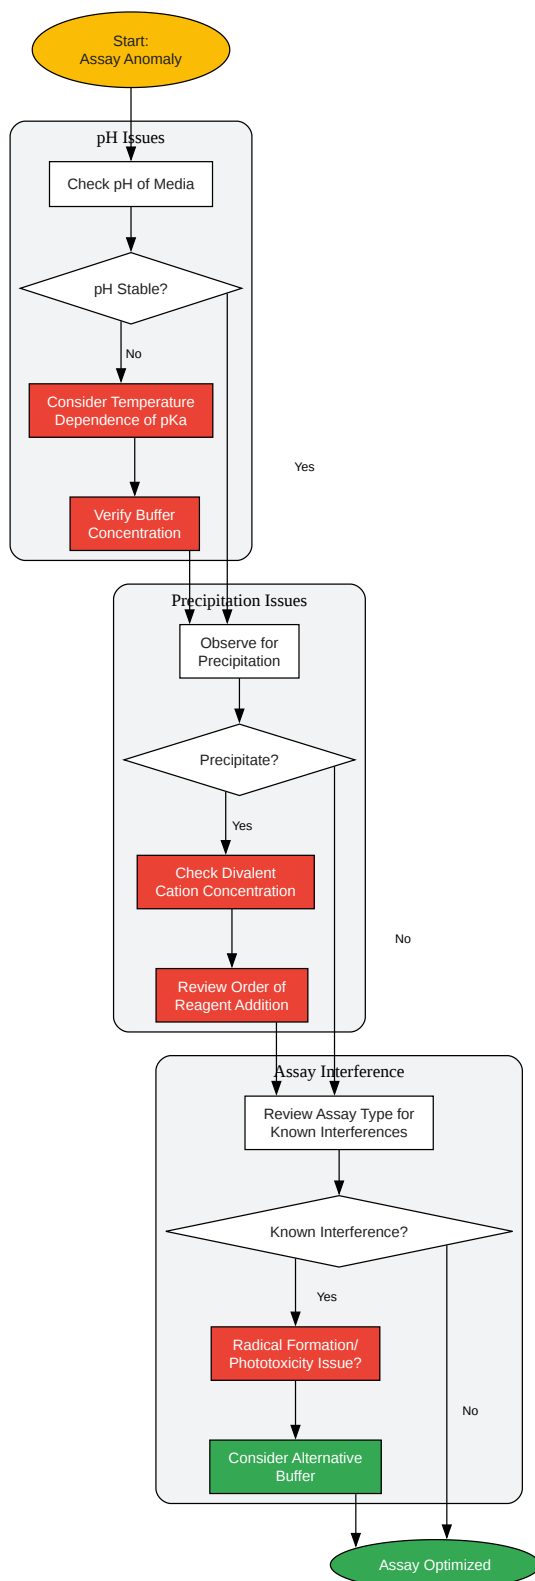 Start:
Assay Anomaly
pH Issues
Check pH of Media
pH Stable?
No
Consider Temperature
Dependence of pKa
Yes
Verify Buffer
Concentration
Precipitation Issues
Observe for
Precipitation
Precipitate?
Yes
Check Divalent
Cation Concentration
No
Review Order of
Reagent Addition
Assay Interference
Review Assay Type for
Known Interferences
Known Interference?
Yes
Radical Formation/
Phototoxicity Issue?
No
Consider Alternative
Buffer
Assay Optimized